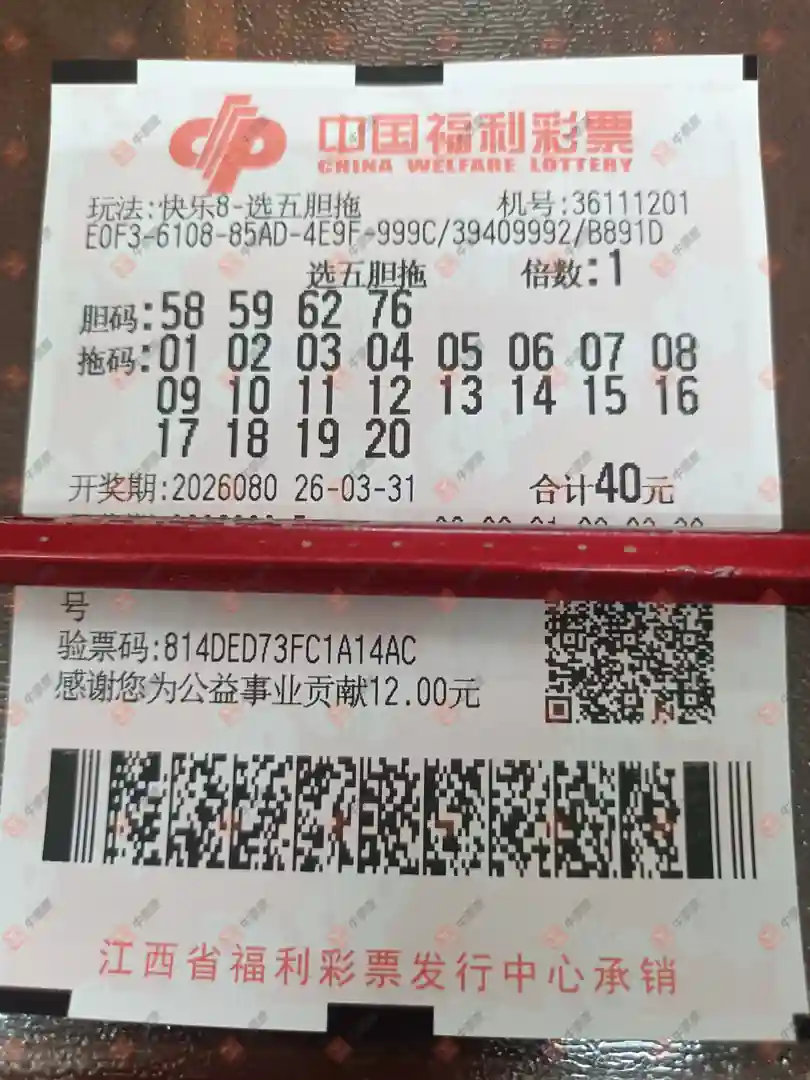 中国福利彩票
CHINA WELFARE LOTTERY
玩法:快乐8-选五胆拖 机号:36111201
E0F3-6108-85AD-4E9F-999C/39409992/B891D
选五胆拖 倍数:1
胆码:58 59 62 76
拖码:01 02 03 04 05 06 07 08
09 10 11 12 13 14 15 16
17 18 19 20
开奖期:2026080 26-03-31 合计40元
号
验票码:814DED73FC1A14AC
感谢您为公益事业贡献12.00元
江西省福利彩票发行中心承销